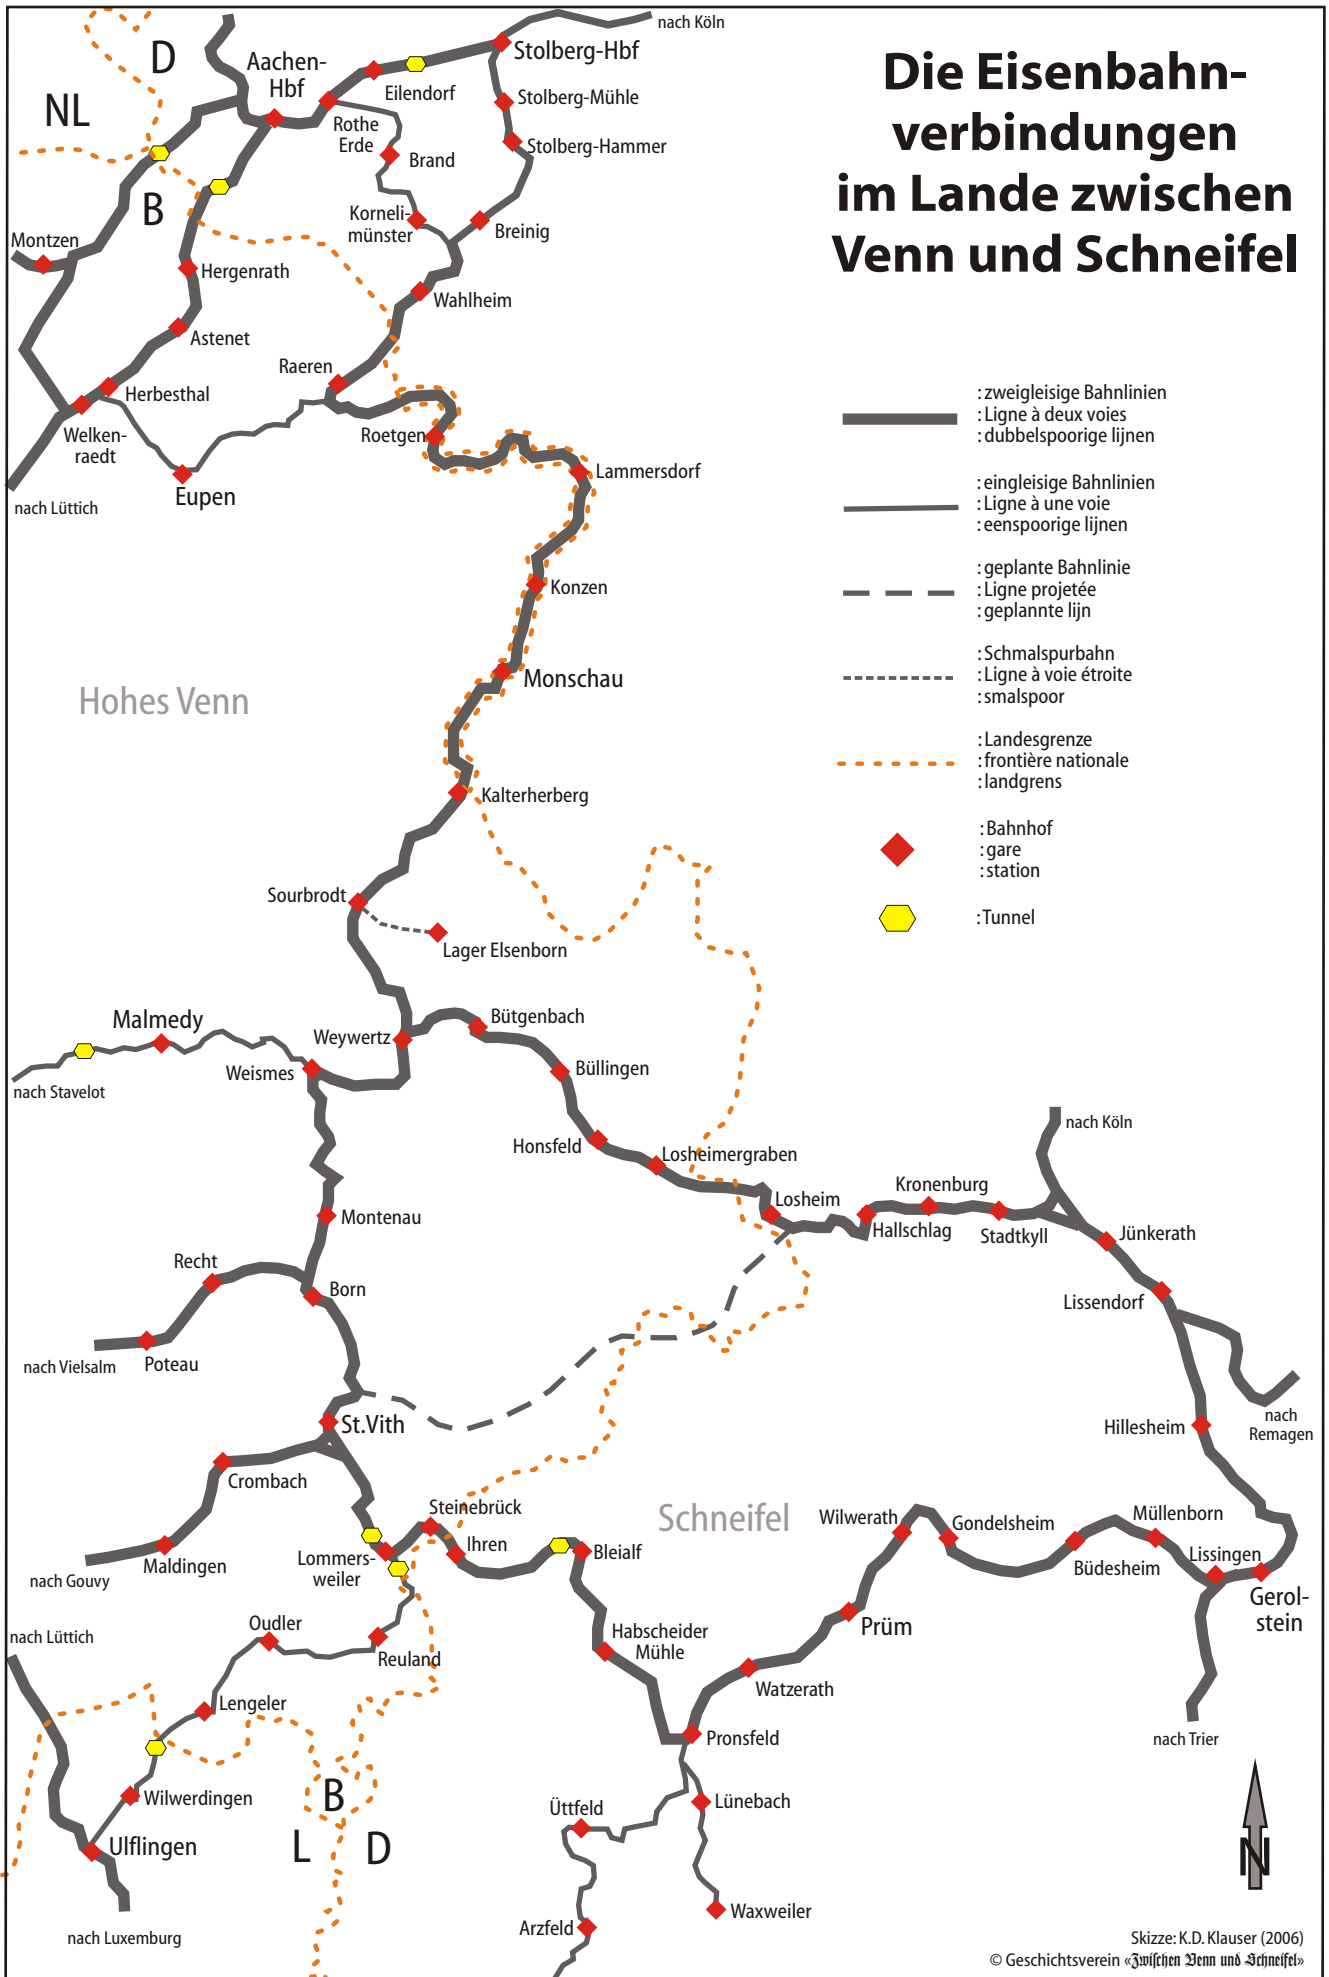 Die Eisenbahn-
verbindungen
im Lande zwischen
Venn und Schneifel
:zweigleisige Bahnlinien
:Ligne à deux voies
:dubbelspoorige lijnen
:eingleisige Bahnlinien
:Ligne à une voie
:eenspoorige lijnen
:geplante Bahnlinie
:Ligne projetée
:geplannte lijn
:Schmalspurbahn
:Ligne à voie étroite
:smalspoor
:Landesgrenze
:frontière nationale
:landgrens
:Bahnhof
:gare
:station
:Tunnel
nach Köln
D
NL
B
Aachen-
Hbf
Stolberg-Hbf
Eilendorf
Stolberg-Mühle
Rothe
Erde
Brand
Stolberg-Hammer
Korneli-
münster
Breinig
Montzen
Hergenrath
Wahlheim
Astenet
Raeren
Herbesthal
Welken-
raedt
Roetgen
Eupen
Lammersdorf
nach Lüttich
Konzen
Hohes Venn
Monschau
Kalterherberg
Sourbrodt
Lager Elsenborn
Malmedy
Weywertz
Bütgenbach
Weismes
Büllingen
nach Stavelot
Honsfeld
Losheimergraben
nach Köln
Losheim
Kronenburg
Hallschlag
Stadtkyll
Jünkerath
Montenau
Recht
Born
Lissendorf
nach Vielsalm
Poteau
St.Vith
nach
Remagen
Hillesheim
Crombach
Steinebrück
Schneifel
Wilwerath
Gondelsheim
Müllenborn
Ihren
Bleialf
Lommers-
weiler
Maldingen
nach Gouvy
Büdesheim
Lissingen
Gerol-
stein
Prüm
Oudler
Reuland
Habscheider
Mühle
nach Lüttich
Watzerath
Lengeler
Pronsfeld
nach Trier
Wilwerdingen
B
L
D
Üttfeld
Lünebach
Ulflingen
Arzfeld
Waxweiler
nach Luxemburg
N
Skizze: K.D. Klauser (2006)
© Geschichtsverein «Zwischen Venn und Schneifel»